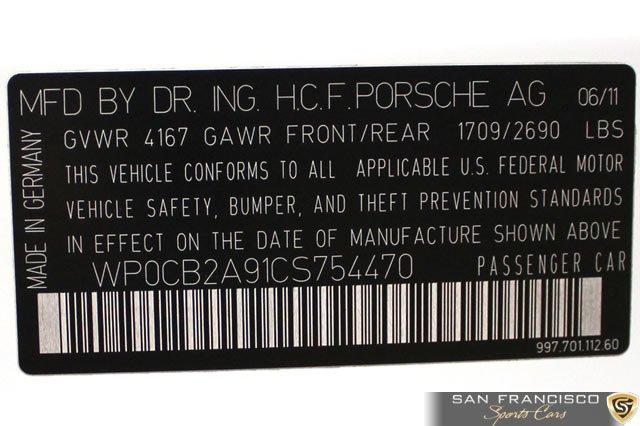 MFD BY DR. ING. H.C.F. PORSCHE AG 06/11
GVWR 4167 GAWR FRONT/REAR 1709/2690 LBS
THIS VEHICLE CONFORMS TO ALL APPLICABLE U.S. FEDERAL MOTOR
VEHICLE SAFETY, BUMPER, AND THEFT PREVENTION STANDARDS
IN EFFECT ON THE DATE OF MANUFACTURE SHOWN ABOVE
WP0CB2A91CS754470 PASSENGER CAR
MADE IN GERMANY
997.701.112.60
SAN FRANCISCO
Sports Cars